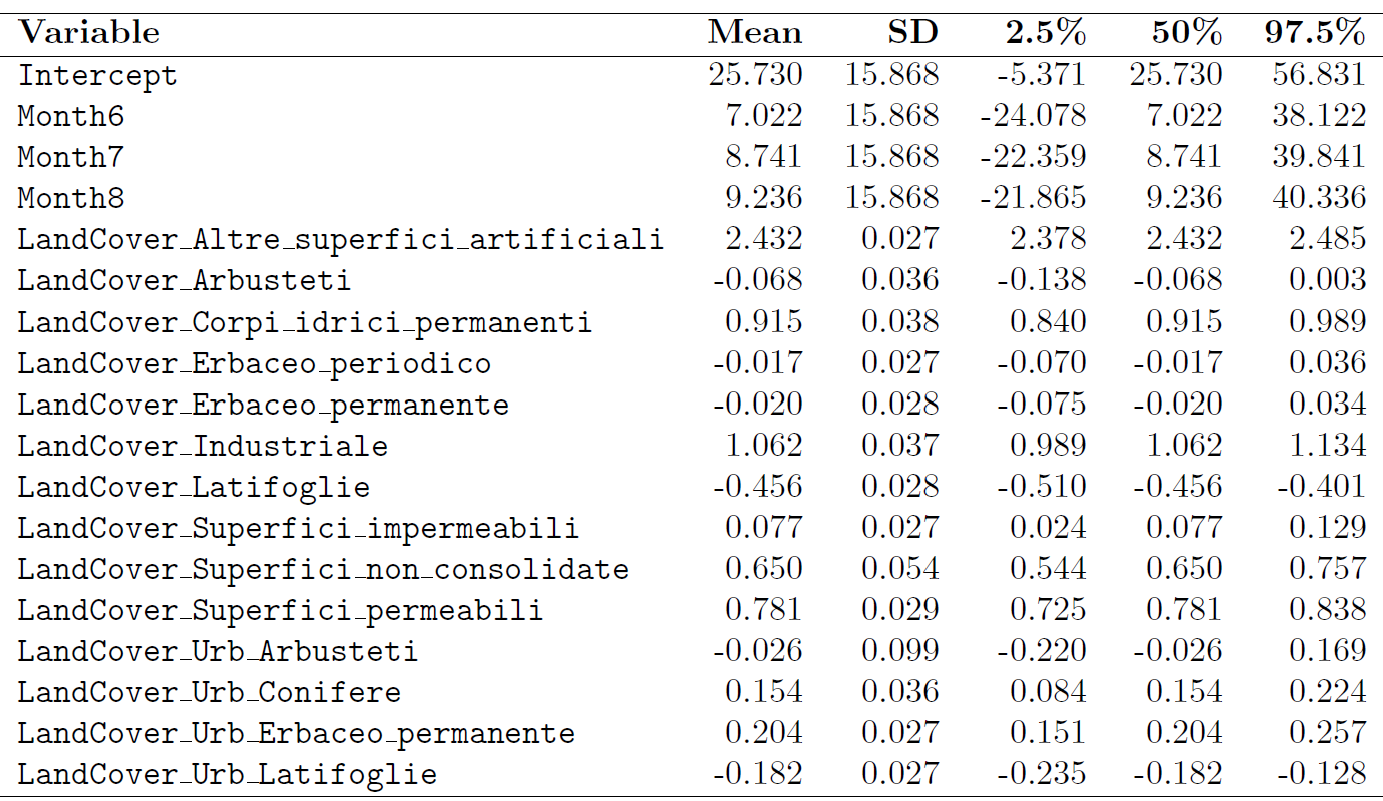 Variable Mean SD 2.5% 50% 97.5%
Intercept 25.730 15.868 -5.371 25.730 56.831
Month6 7.022 15.868 -24.078 7.022 38.122
Month7 8.741 15.868 -22.359 8.741 39.841
Month8 9.236 15.868 -21.865 9.236 40.336
LandCover_Altre_superfici_artificiali 2.432 0.027 2.378 2.432 2.485
LandCover_Arbusteti -0.068 0.036 -0.138 -0.068 0.003
LandCover_Corpi_idrici_permanenti 0.915 0.038 0.840 0.915 0.989
LandCover_Erbaceo_periodico -0.017 0.027 -0.070 -0.017 0.036
LandCover_Erbaceo_permanente -0.020 0.028 -0.075 -0.020 0.034
LandCover_Industriale 1.062 0.037 0.989 1.062 1.134
LandCover_Latifoglie -0.456 0.028 -0.510 -0.456 -0.401
LandCover_Superfici_impermeabili 0.077 0.027 0.024 0.077 0.129
LandCover_Superfici_non_consolidate 0.650 0.054 0.544 0.650 0.757
LandCover_Superfici_permeabili 0.781 0.029 0.725 0.781 0.838
LandCover_Urb_Arbusteti -0.026 0.099 -0.220 -0.026 0.169
LandCover_Urb_Conifere 0.154 0.036 0.084 0.154 0.224
LandCover_Urb_Erbaceo_permanente 0.204 0.027 0.151 0.204 0.257
LandCover_Urb_Latifoglie -0.182 0.027 -0.235 -0.182 -0.128